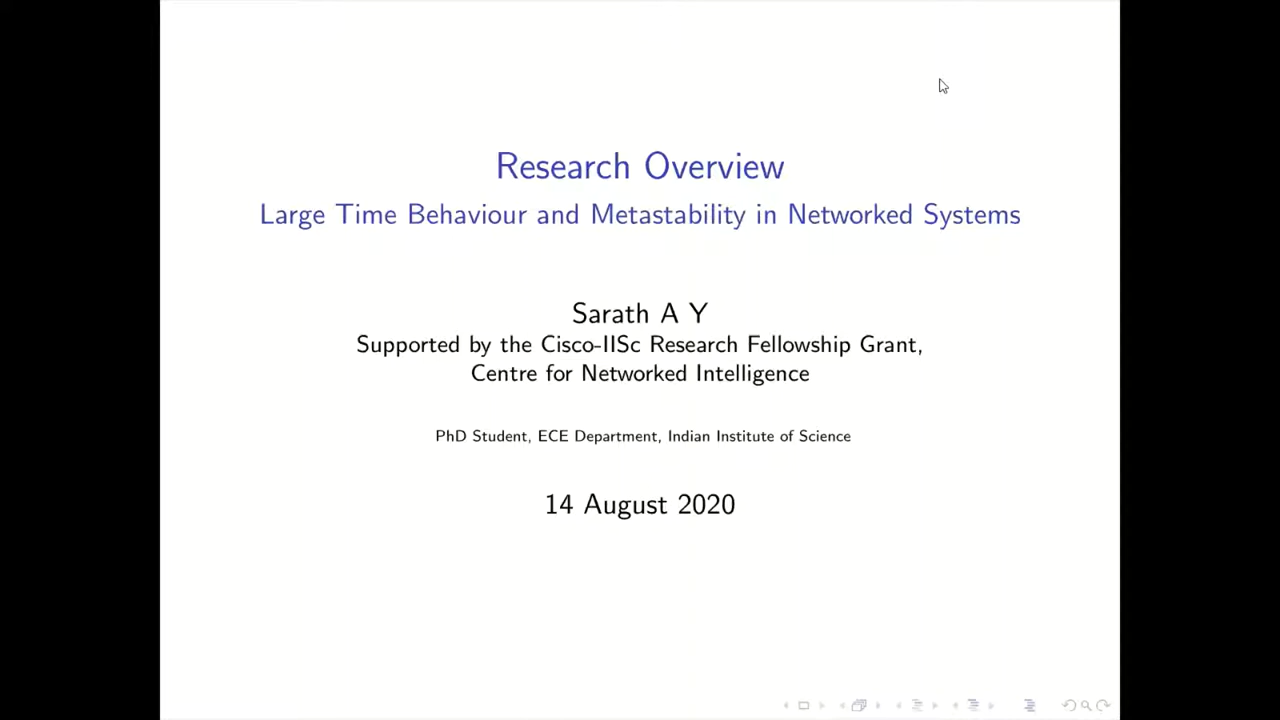 Research Overview
Large Time Behaviour and Metastability in Networked Systems
Sarath A Y
Supported by the Cisco-IISc Research Fellowship Grant,
Centre for Networked Intelligence
PhD Student, ECE Department, Indian Institute of Science
14 August 2020